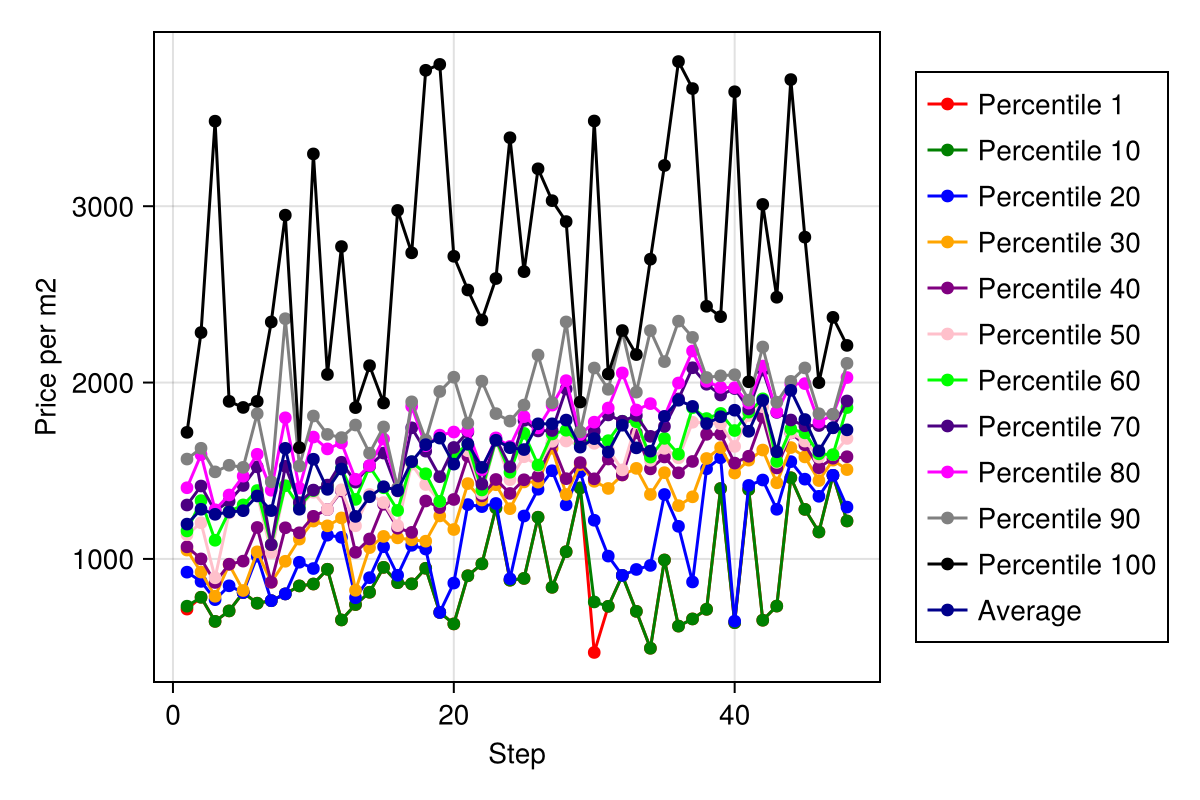 3000
2000
1000
0
20
40
Step
Price per m2
Percentile 1
Percentile 10
Percentile 20
Percentile 30
Percentile 40
Percentile 50
Percentile 60
Percentile 70
Percentile 80
Percentile 90
Percentile 100
Average